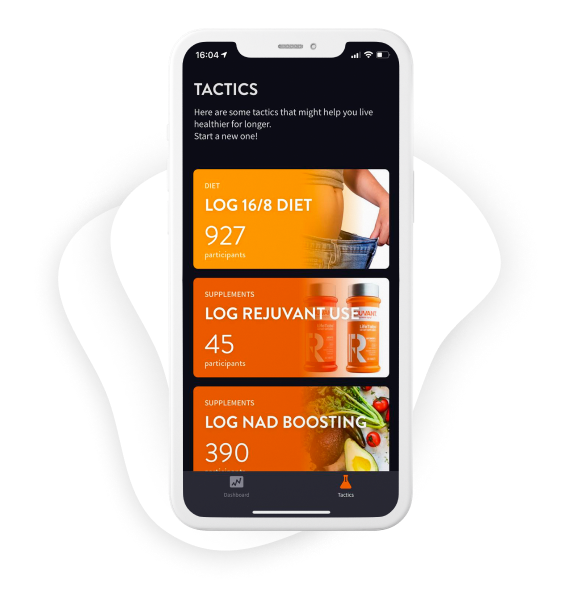 16:04
TACTICS
Here are some tactics that might help you live
healthier for longer.
Start a new one!
DIET
LOG 16/8 DIET
927
participants
SUPPLEMENTS
LOG REJUVANT USE
45
participants
SUPPLEMENTS
LOG NAD BOOSTING
390
Dashboard
Tactics